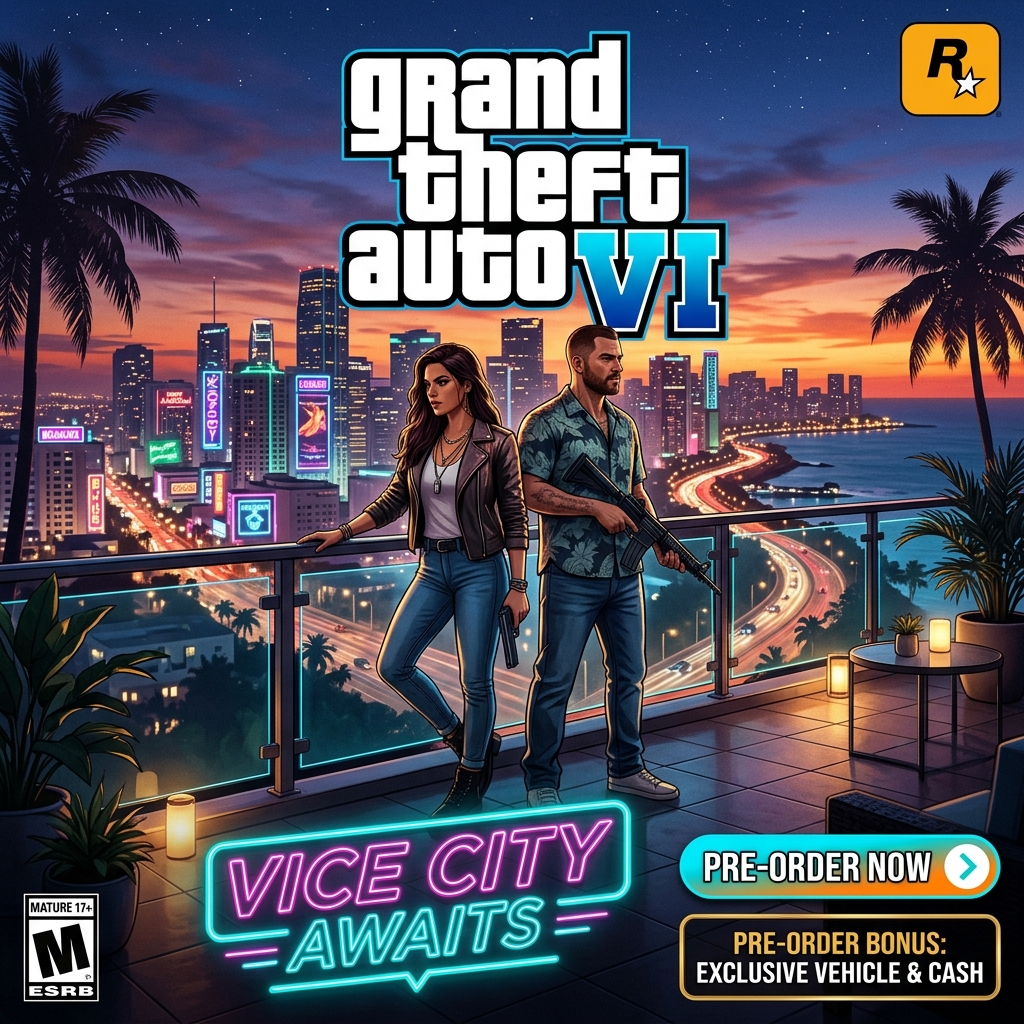 grand
theft
auto VI
R
VICE CITY
AWAITS
PRE-ORDER NOW
PRE-ORDER BONUS:
EXCLUSIVE VEHICLE & CASH
MATURE 17+
M
ESRB